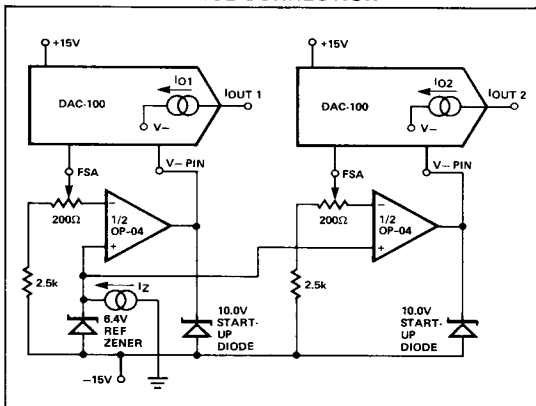 +15V
+15V
IO1
IOUT 1
DAC-100
V−
IO2
IOUT 2
DAC-100
V−
V− PIN
FSA
V− PIN
FSA
200Ω
−
1/2
OP-04
+
200Ω
−
1/2
OP-04
+
2.5k
IZ
2.5k
6.4V
REF
ZENER
10.0V
START-
UP
DIODE
10.0V
START-
UP
DIODE
−15V